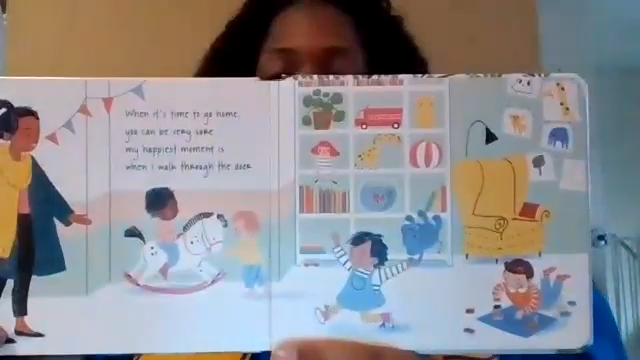 When it's time to go home,
you can be very sure
my happiest moment is
when I walk through the door